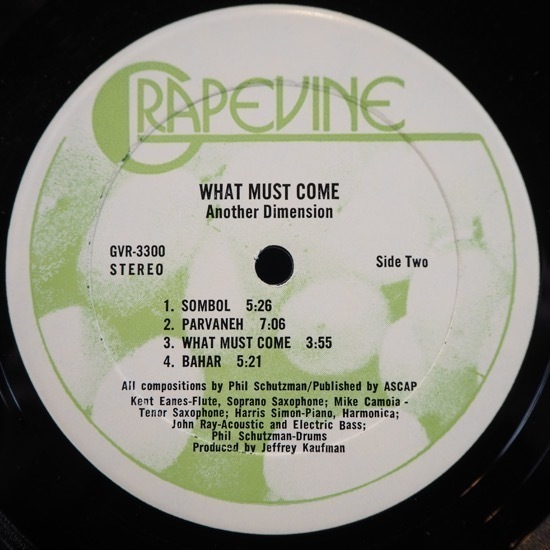 GRAPEVINE
WHAT MUST COME
Another Dimension
GVR-3300
STEREO
Side Two
1. SOMBOL 5:26
2. PARVANEH 7:06
3. WHAT MUST COME 3:55
4. BAHAR 5:21
All compositions by Phil Schutzman/Published by ASCAP
Kent Eanes-Flute, Soprano Saxophone; Mike Camoia -
Tenor Saxophone; Harris Simon-Piano, Harmonica;
John Ray-Acoustic and Electric Bass;
Phil Schutzman-Drums
Produced by Jeffrey Kaufman